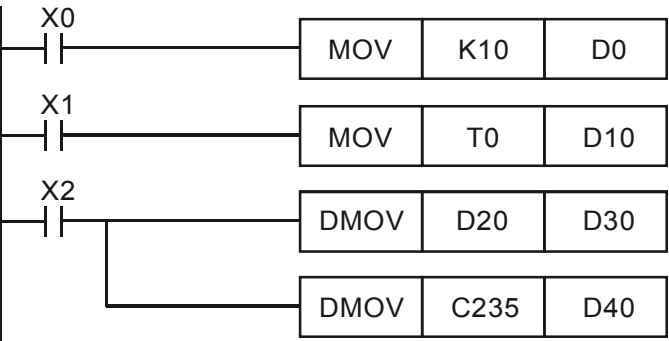 X0
MOV K10 D0
X1
MOV T0 D10
X2
DMOV D20 D30
DMOV C235 D40